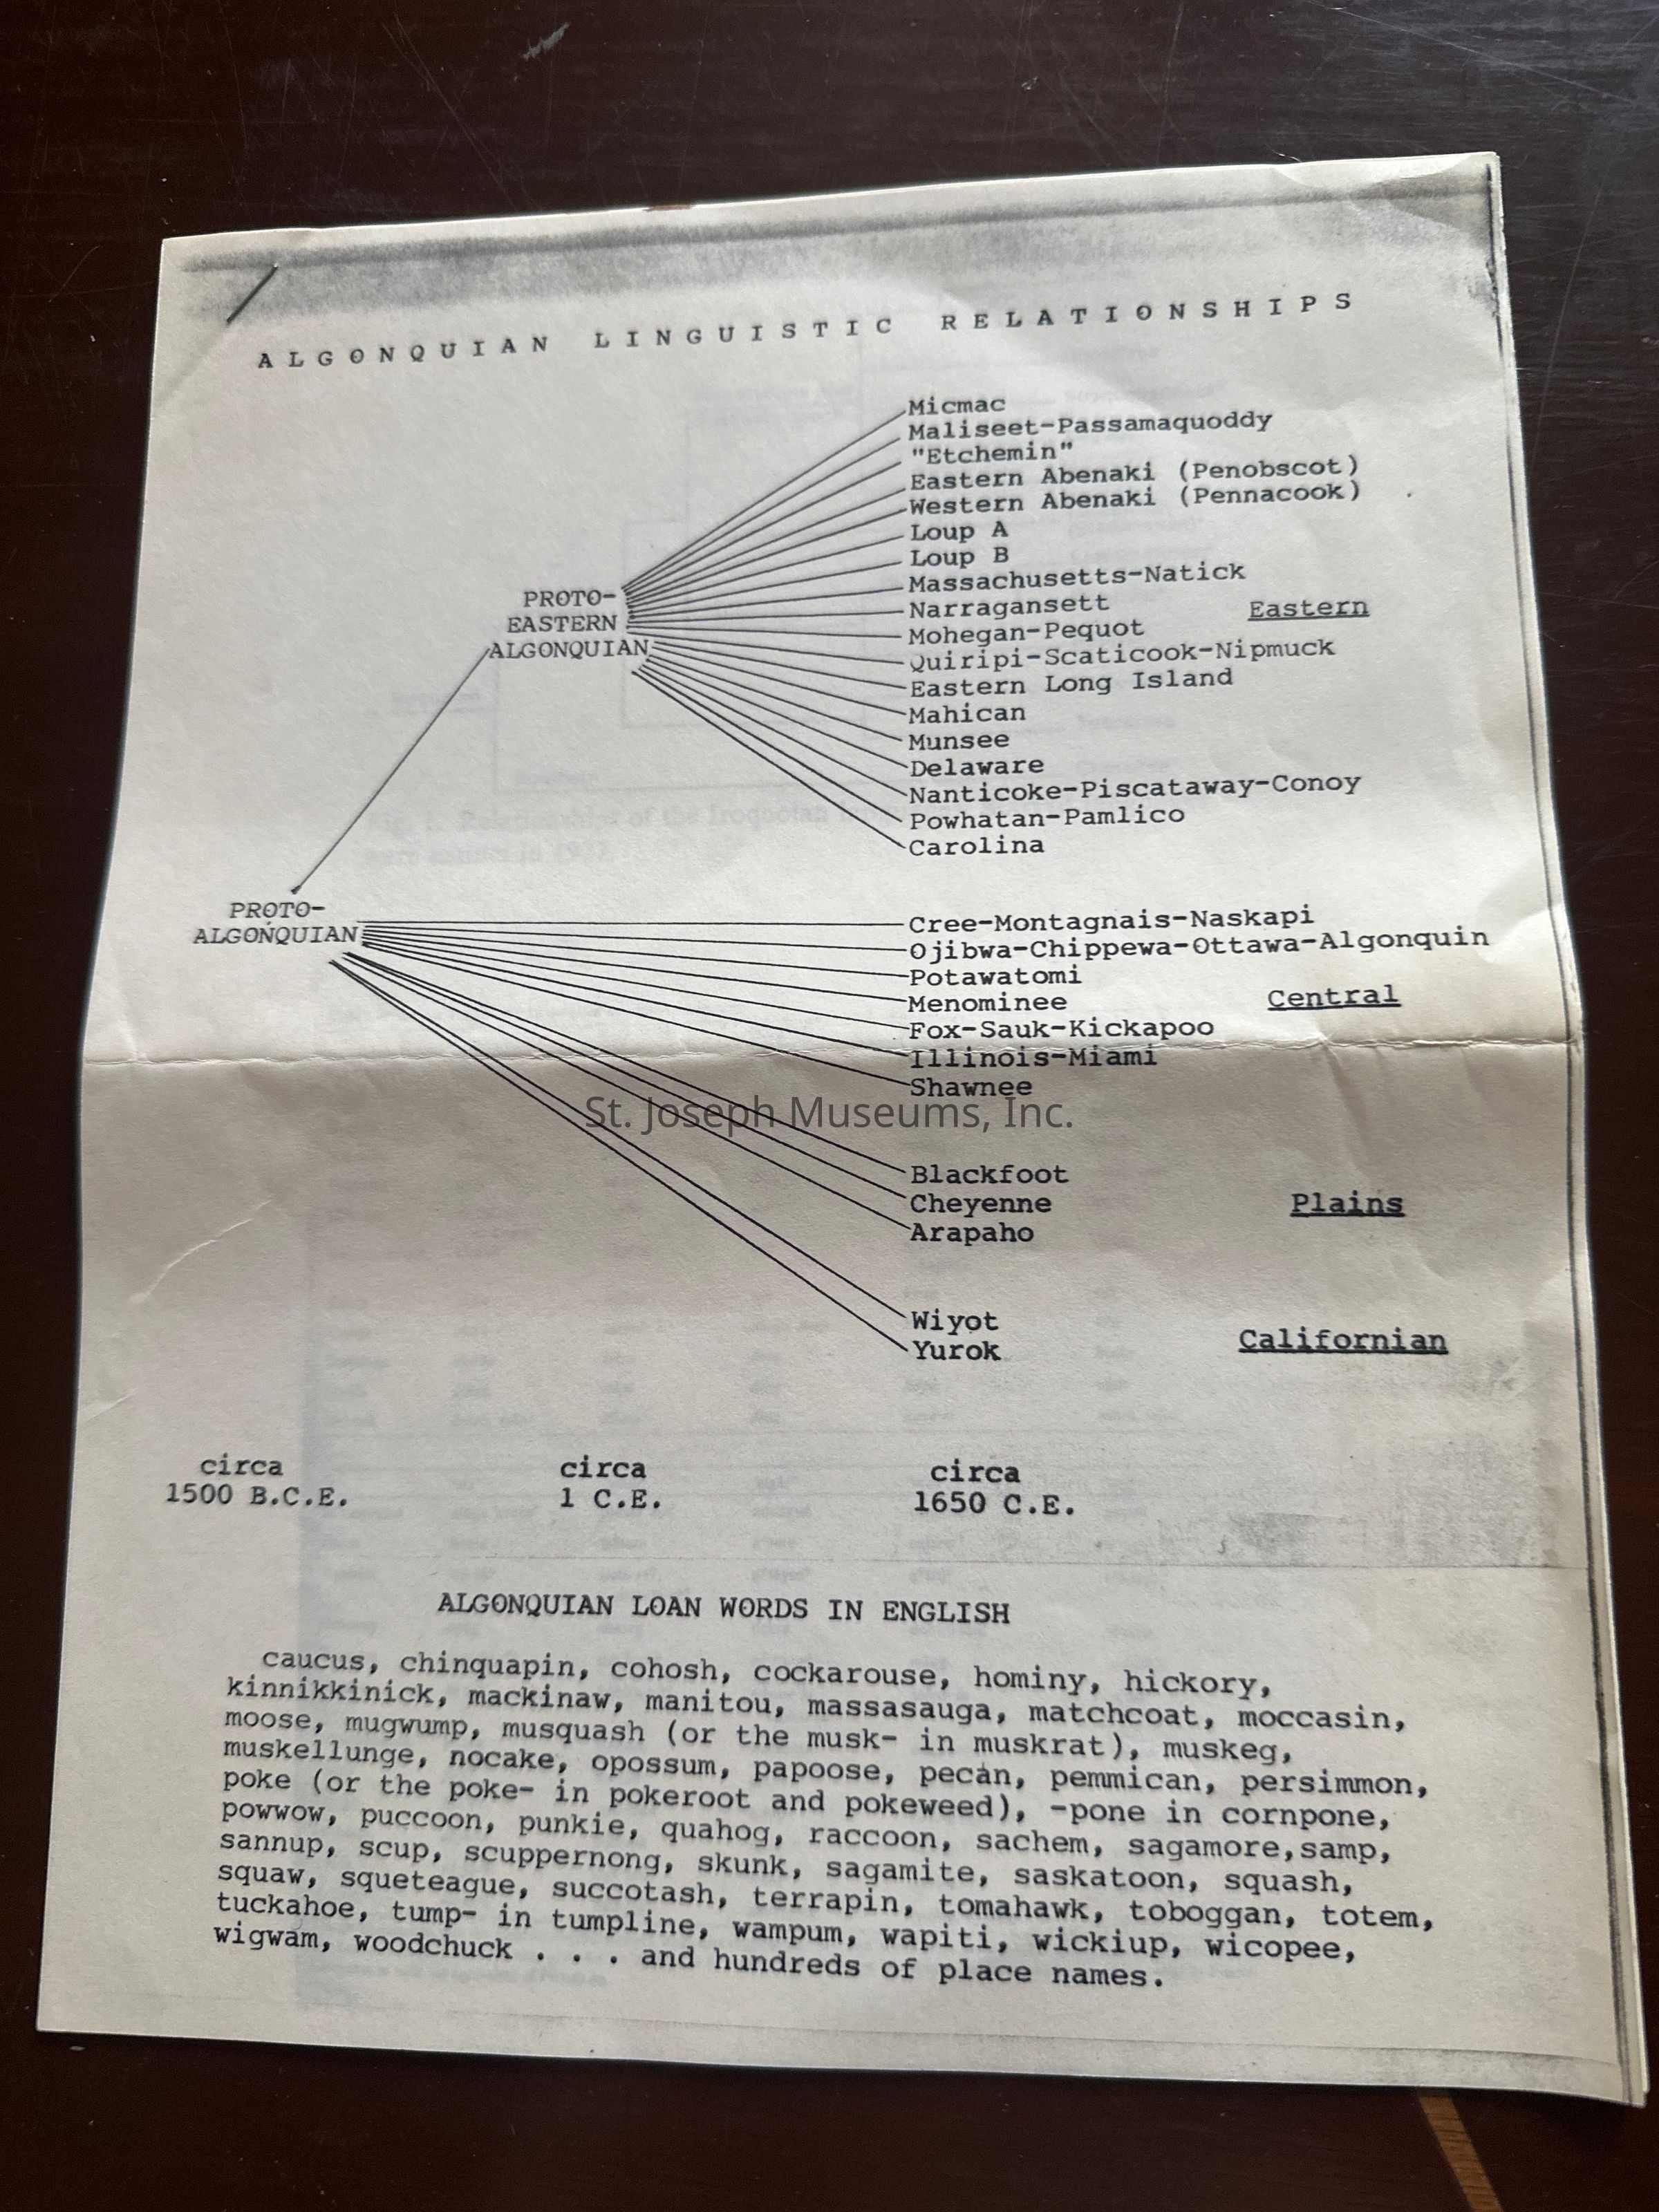 ALGONQUIAN LINGUISTIC RELATIONSHIPS
Micmac
Maliseet-Passamaquoddy
"Etchemin"
Eastern Abenaki (Penobscot)
Western Abenaki (Pennacook)
Loup A
Loup B
Massachusetts-Natick
Narragansett
Mohegan-Pequot
Quiripi-Scaticook-Nipmuck
Eastern Long Island
Mahican
Munsee
Delaware
Nanticoke-Piscataway-Conoy
Powhatan-Pamlico
Carolina
Eastern
PROTO-
EASTERN
ALGONQUIAN
PROTO-
ALGONQUIAN
Cree-Montagnais-Naskapi
Ojibwa-Chippewa-Ottawa-Algonquin
Potawatomi
Menominee
Fox-Sauk-Kickapoo
Illinois-Miami
Shawnee
Central
St. Joseph Museums, Inc.
Blackfoot
Cheyenne
Arapaho
Plains
Wiyot
Yurok
Californian
circa
1500 B.C.E.
circa
1 C.E.
circa
1650 C.E.
ALGONQUIAN LOAN WORDS IN ENGLISH
caucus, chinquapin, cohosh, cockarouse, hominy, hickory,
kinnikkinick, mackinaw, manitou, massasauga, matchcoat, moccasin,
moose, mugwump, musquash (or the musk- in muskrat), muskeg,
muskellunge, nocake, opossum, papoose, pecan, pemmican, persimmon,
poke (or the poke- in pokeroot and pokeweed), -pone in cornpone,
powwow, puccoon, punkie, quahog, raccoon, sachem, sagamore,samp,
sannup, scup, scuppernong, skunk, sagamite, saskatoon, squash,
squaw, squeteague, succotash, terrapin, tomahawk, toboggan, totem,
tuckahoe, tump- in tumpline, wampum, wapiti, wickiup, wicopee,
wigwam, woodchuck . . . and hundreds of place names.